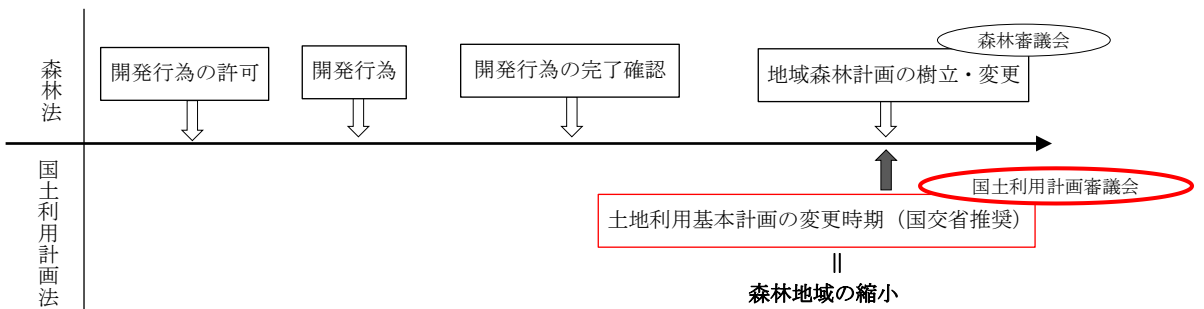 森林審議会
森林法
開発行為の許可
開発行為
開発行為の完了確認
地域森林計画の樹立・変更
国土利用計画法
国土利用計画審議会
土地利用基本計画の変更時期（国交省推奨）
||
森林地域の縮小